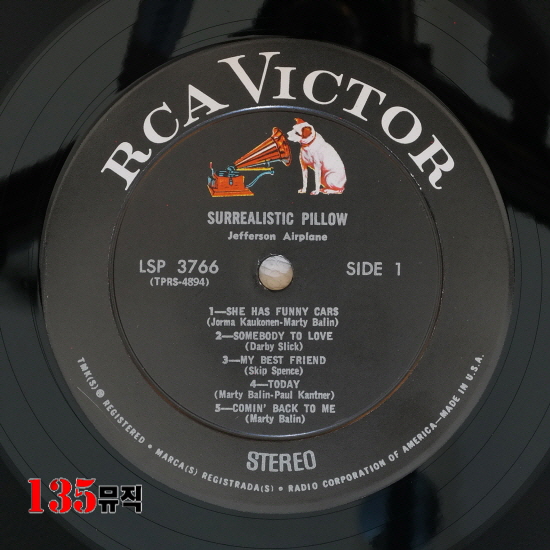 RCA VICTOR
SURREALISTIC PILLOW
Jefferson Airplane
LSP 3766
(TPRS-4894)
SIDE 1
1—SHE HAS FUNNY CARS
(Jorma Kaukonen-Marty Balin)
2—SOMEBODY TO LOVE
(Darby Slick)
3—MY BEST FRIEND
(Skip Spence)
4—TODAY
(Marty Balin-Paul Kantner)
5—COMIN' BACK TO ME
(Marty Balin)
STEREO
TMK(S) ® REGISTERED • MARCA(S) REGISTRADA(S) • RADIO CORPORATION OF AMERICA—MADE IN U.S.A.
135뮤직